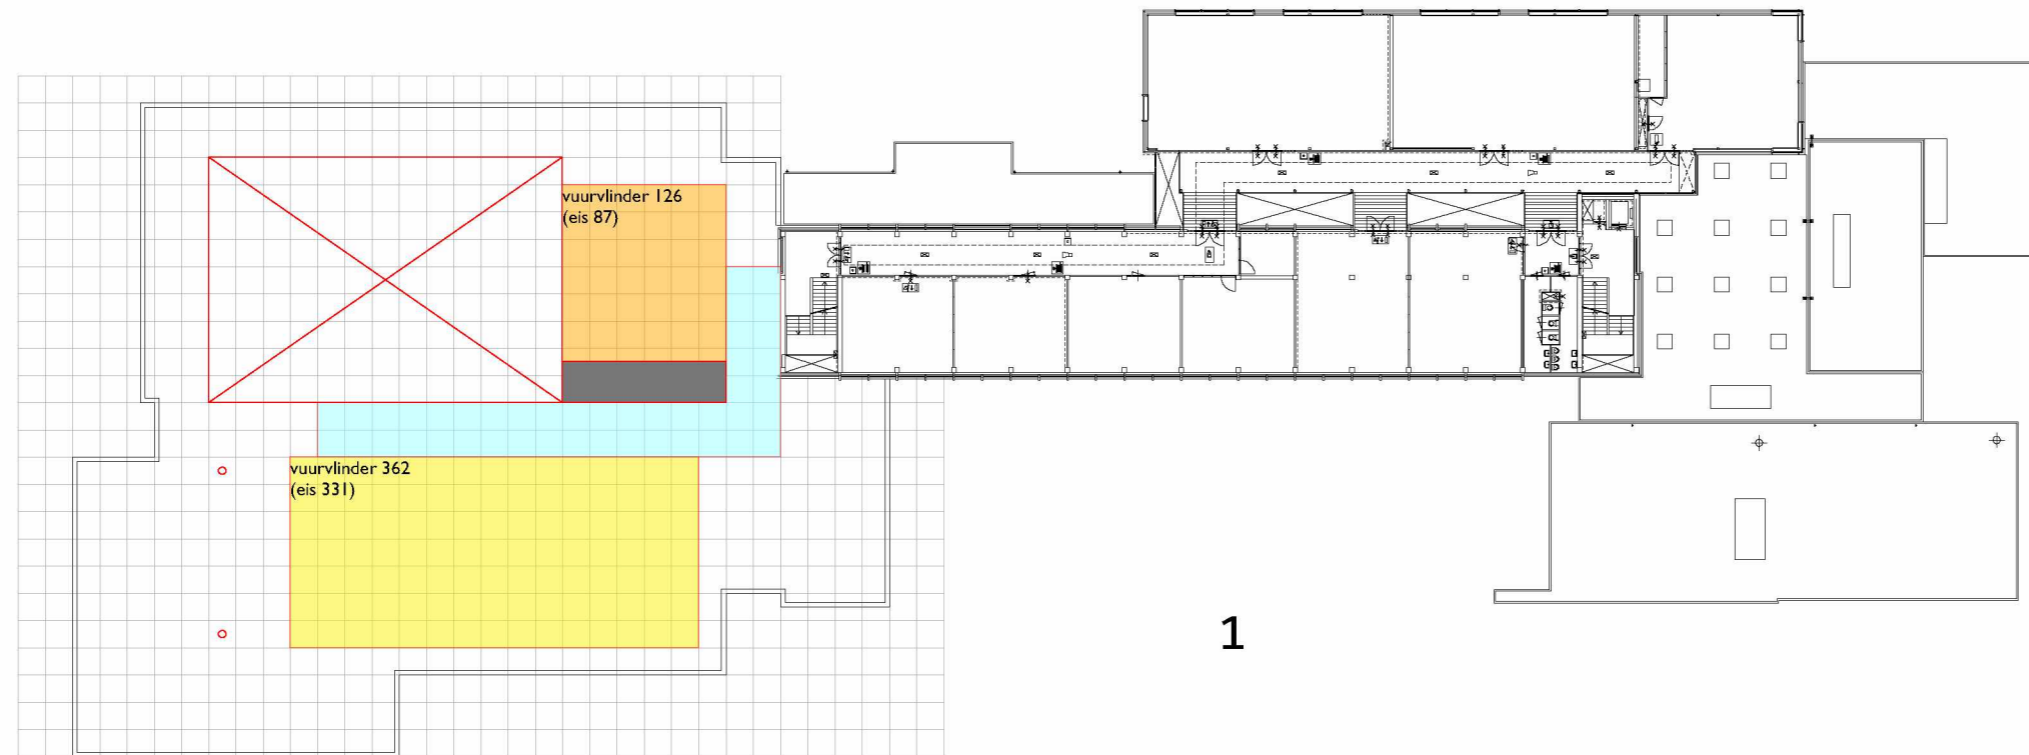 vuurvlinder 126
(eis 87)
vuurvlinder 362
(eis 331)
1